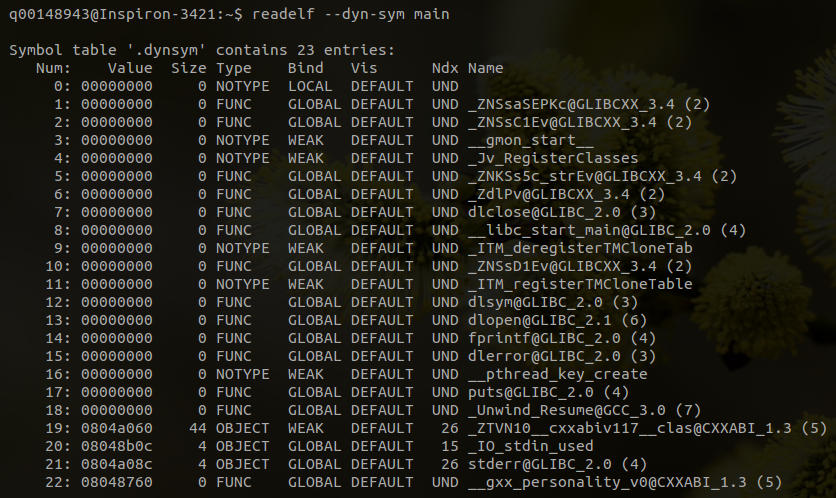 q00148943@Inspiron-3421:~$ readelf --dyn-sym main
Symbol table '.dynsym' contains 23 entries:
   Num:    Value  Size Type    Bind   Vis      Ndx Name
     0: 00000000     0 NOTYPE  LOCAL  DEFAULT  UND
     1: 00000000     0 FUNC    GLOBAL DEFAULT  UND _ZNSsaSEPKc@GLIBCXX_3.4 (2)
     2: 00000000     0 FUNC    GLOBAL DEFAULT  UND _ZNSsC1Ev@GLIBCXX_3.4 (2)
     3: 00000000     0 NOTYPE  WEAK   DEFAULT  UND __gmon_start__
     4: 00000000     0 NOTYPE  WEAK   DEFAULT  UND _Jv_RegisterClasses
     5: 00000000     0 FUNC    GLOBAL DEFAULT  UND _ZNKSs5c_strEv@GLIBCXX_3.4 (2)
     6: 00000000     0 FUNC    GLOBAL DEFAULT  UND _ZdlPv@GLIBCXX_3.4 (2)
     7: 00000000     0 FUNC    GLOBAL DEFAULT  UND dlclose@GLIBC_2.0 (3)
     8: 00000000     0 FUNC    GLOBAL DEFAULT  UND __libc_start_main@GLIBC_2.0 (4)
     9: 00000000     0 NOTYPE  WEAK   DEFAULT  UND _ITM_deregisterTMCloneTab
    10: 00000000     0 FUNC    GLOBAL DEFAULT  UND _ZNSsD1Ev@GLIBCXX_3.4 (2)
    11: 00000000     0 NOTYPE  WEAK   DEFAULT  UND _ITM_registerTMCloneTable
    12: 00000000     0 FUNC    GLOBAL DEFAULT  UND dlsym@GLIBC_2.0 (3)
    13: 00000000     0 FUNC    GLOBAL DEFAULT  UND dlopen@GLIBC_2.1 (6)
    14: 00000000     0 FUNC    GLOBAL DEFAULT  UND fprintf@GLIBC_2.0 (4)
    15: 00000000     0 FUNC    GLOBAL DEFAULT  UND dlerror@GLIBC_2.0 (3)
    16: 00000000     0 NOTYPE  WEAK   DEFAULT  UND __pthread_key_create
    17: 00000000     0 FUNC    GLOBAL DEFAULT  UND puts@GLIBC_2.0 (4)
    18: 00000000     0 FUNC    GLOBAL DEFAULT  UND _Unwind_Resume@GCC_3.0 (7)
    19: 0804a060    44 OBJECT  WEAK   DEFAULT   26 _ZTVN10__cxxabiv117__clas@CXXABI_1.3 (5)
    20: 08048b0c     4 OBJECT  GLOBAL DEFAULT   15 _IO_stdin_used
    21: 0804a08c     4 OBJECT  GLOBAL DEFAULT   26 stderr@GLIBC_2.0 (4)
    22: 08048760     0 FUNC    GLOBAL DEFAULT  UND __gxx_personality_v0@CXXABI_1.3 (5)